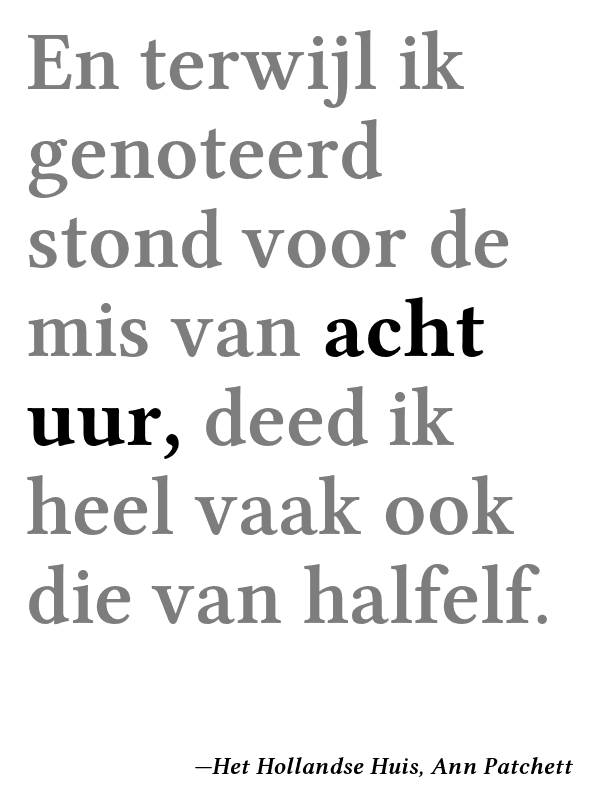 En terwijl ik
genoteerd
stond voor de
mis van acht
uur, deed ik
heel vaak ook
die van halfelf.
—Het Hollandse Huis, Ann Patchett